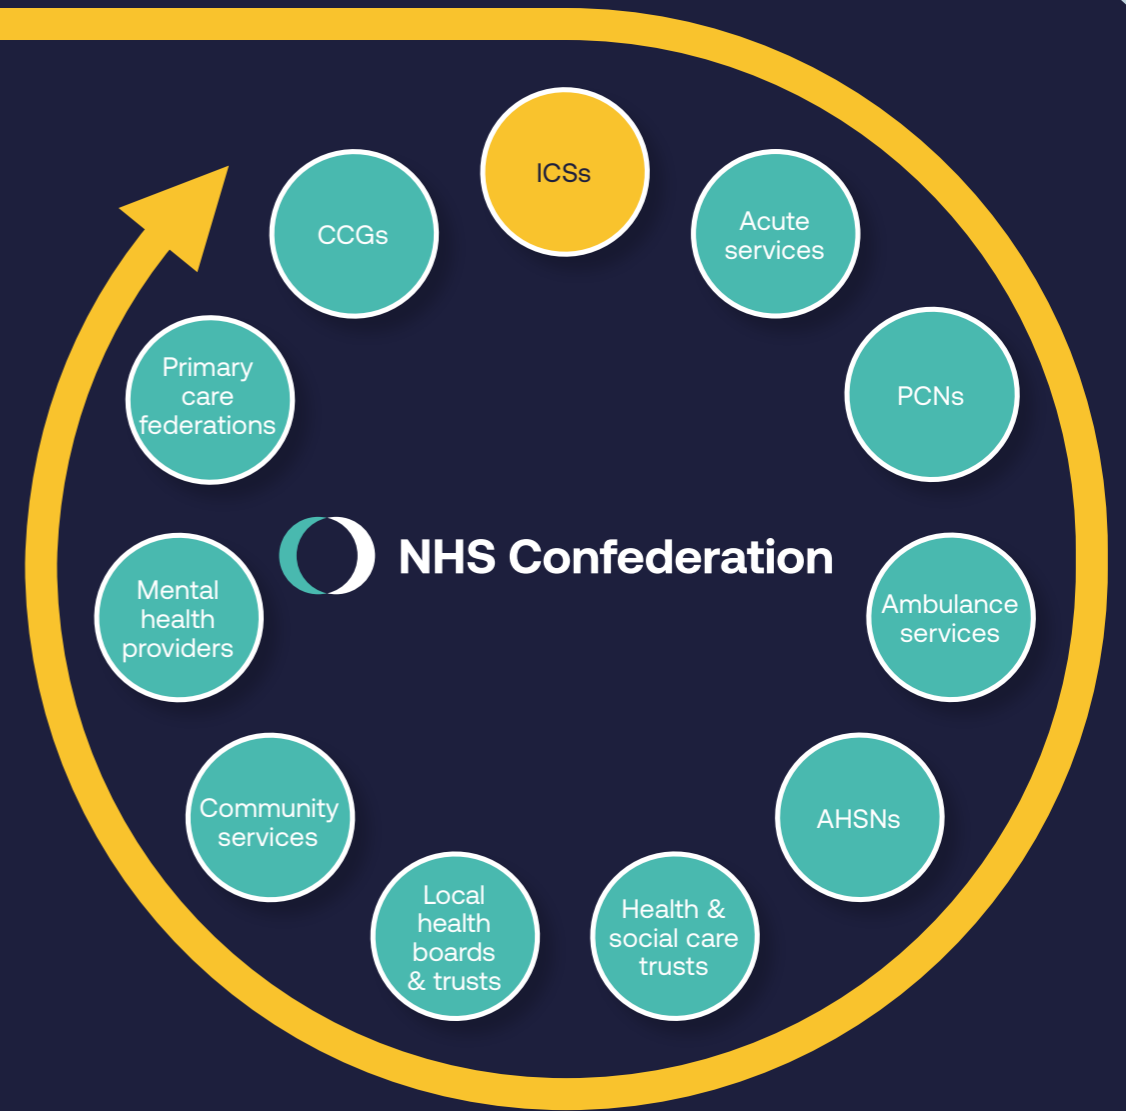 ICSs
Acute
services
PCNs
Ambulance
services
AHSNs
Health &
social care
trusts
Local
health
boards
& trusts
Community
services
Mental
health
providers
Primary
care
federations
CCGs
NHS Confederation